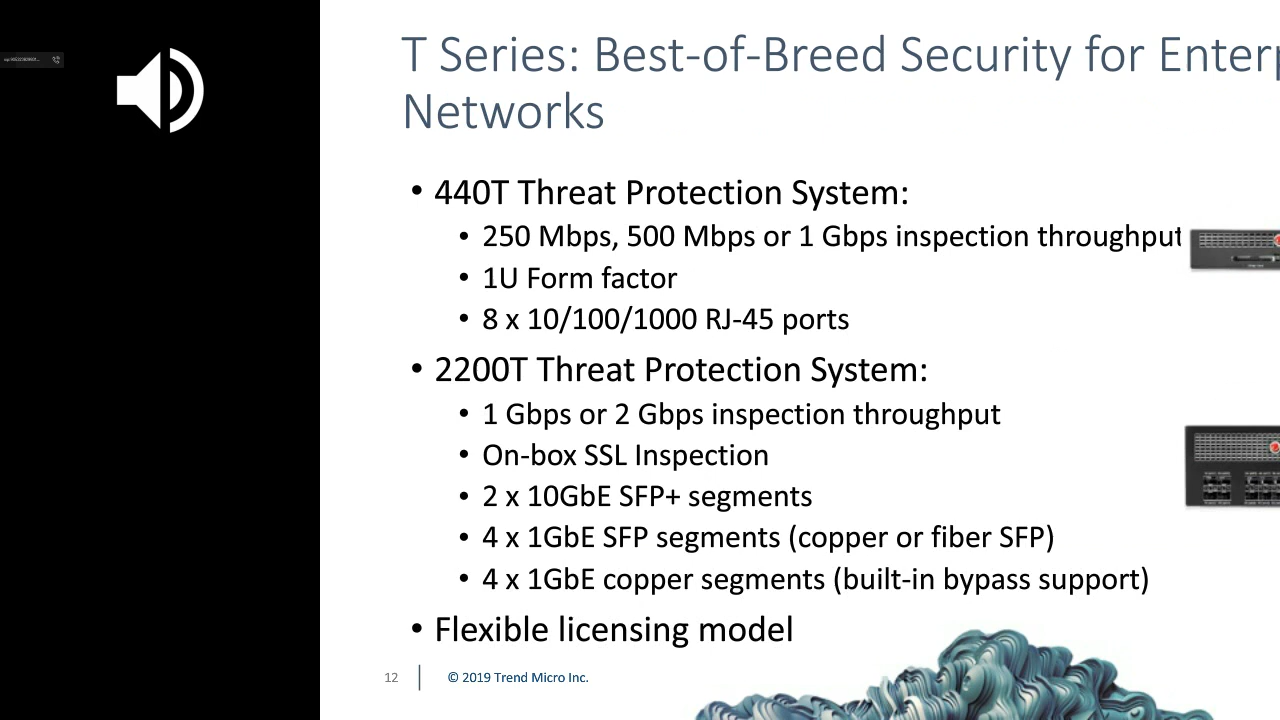 T Series: Best-of-Breed Security for Enterp
Networks
• 440T Threat Protection System:
• 250 Mbps, 500 Mbps or 1 Gbps inspection throughput
• 1U Form factor
• 8 x 10/100/1000 RJ-45 ports
• 2200T Threat Protection System:
• 1 Gbps or 2 Gbps inspection throughput
• On-box SSL Inspection
• 2 x 10GbE SFP+ segments
• 4 x 1GbE SFP segments (copper or fiber SFP)
• 4 x 1GbE copper segments (built-in bypass support)
• Flexible licensing model
12
© 2019 Trend Micro Inc.